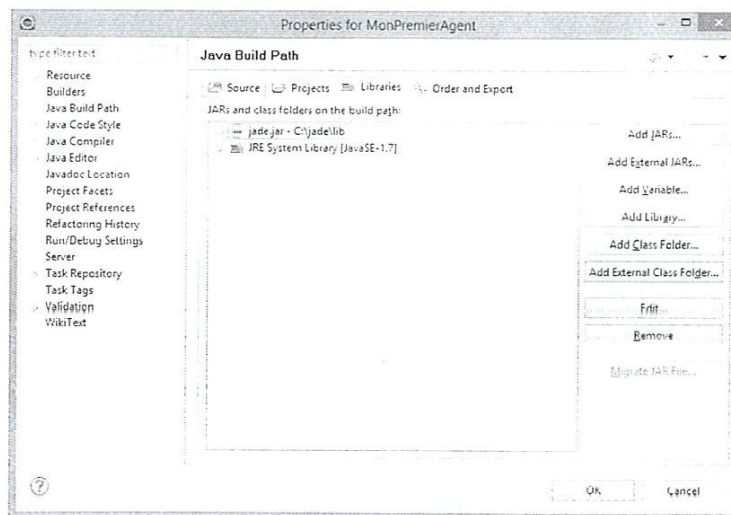 Properties for MonPremierAgent
type filter text
Resource
Builders
Java Build Path
Java Code Style
Java Compiler
Java Editor
Javadoc Location
Project Facets
Project References
Refactoring History
Run/Debug Settings
Server
Task Repository
Task Tags
Validation
WikiText
Java Build Path
Source Projects Libraries Order and Export
JARs and class folders on the build path:
jade.jar - C:\jade\lib
JRE System Library [JavaSE-1.7]
Add JARs...
Add External JARs...
Add Variable...
Add Library...
Add Class Folder...
Add External Class Folder...
Edit...
Remove
Migrate JAR File...
OK Cancel